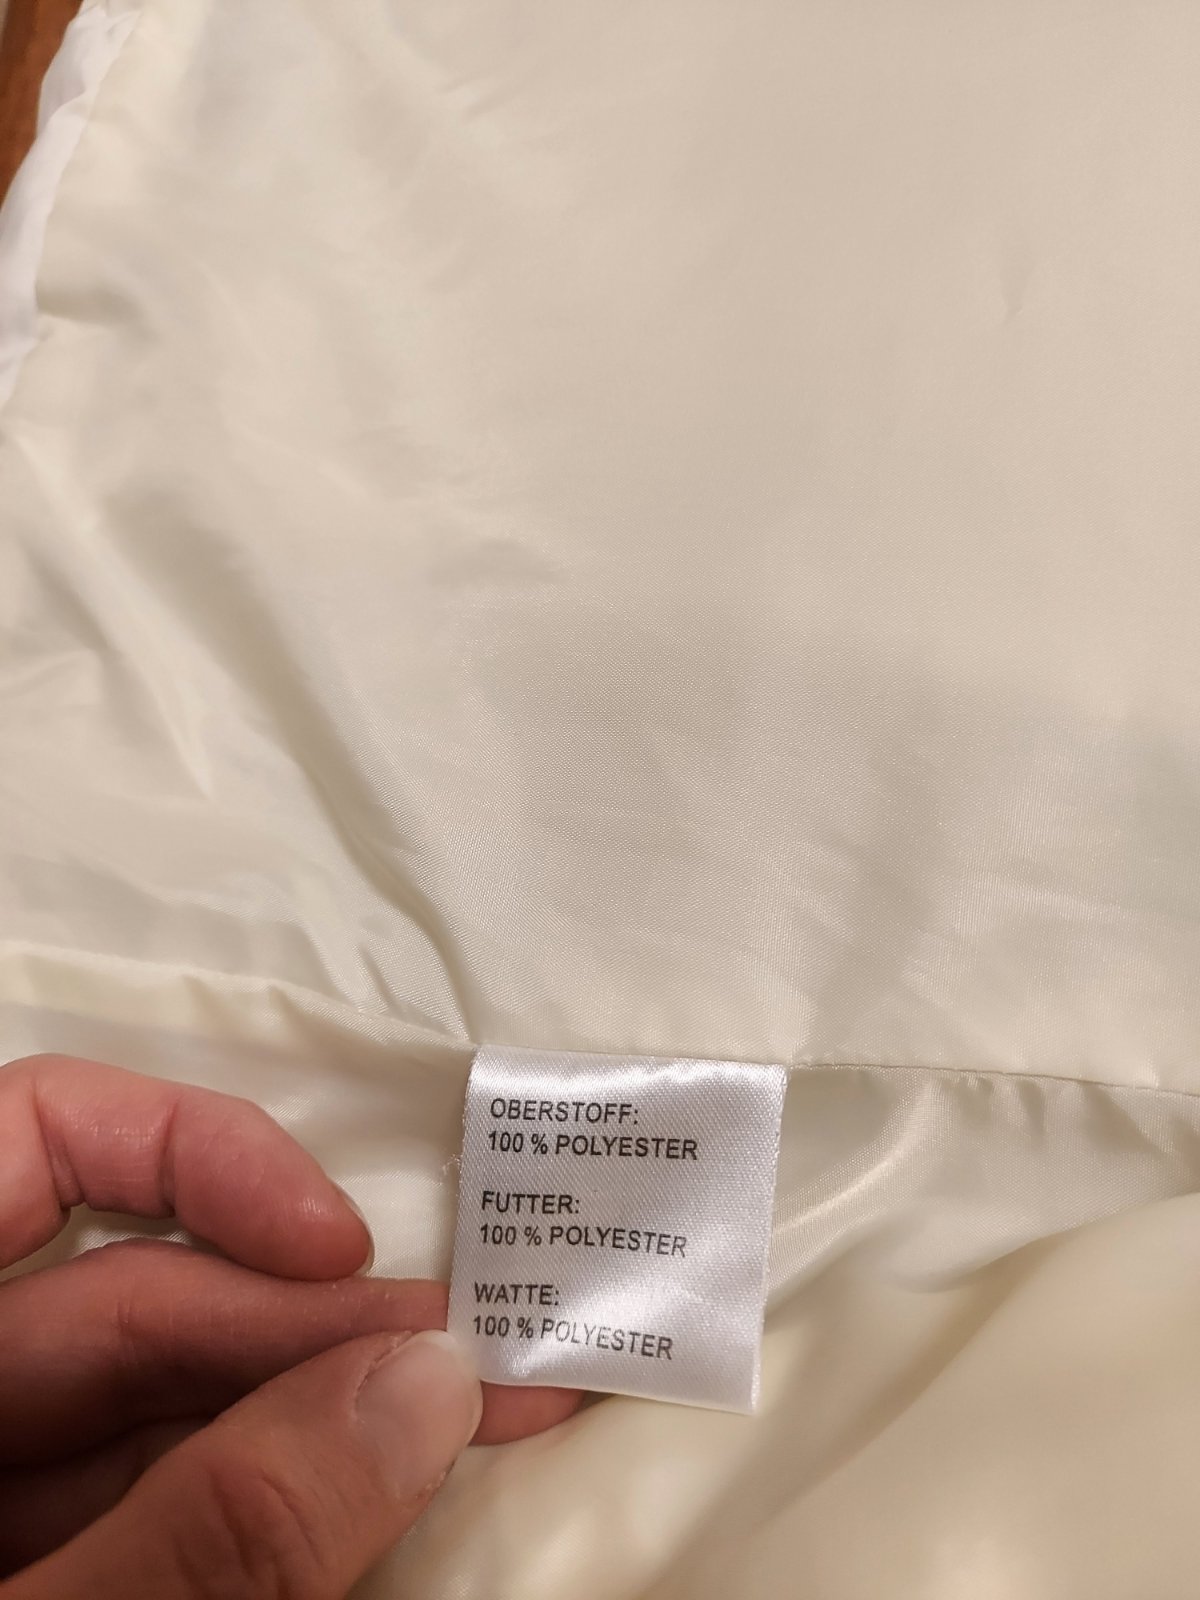 OBERSTOFF:
100 % POLYESTER
FUTTER:
100 % POLYESTER
WATTE:
100 % POLYESTER